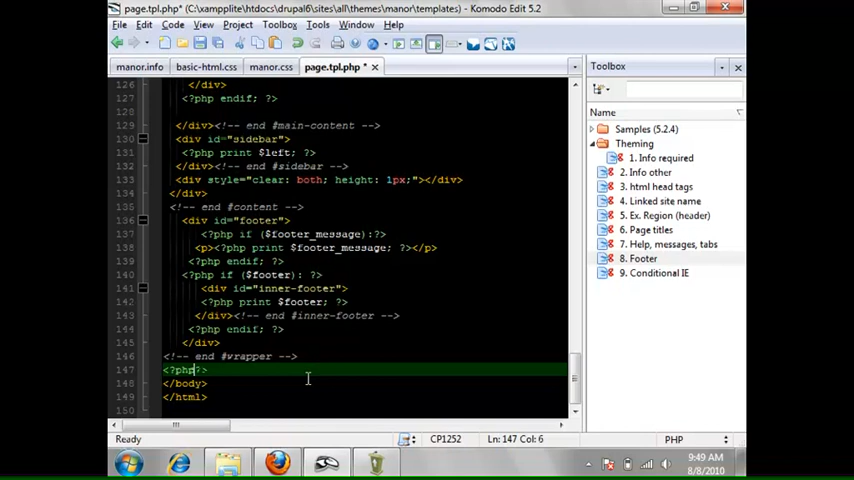 page.tpl.php* (C:\xampplite\htdocs\drupal6\sites\all\themes\manor\templates) - Komodo Edit 5.2
File Edit Code View Project Toolbox Tools Window Help
manor.info basic-html.css manor.css page.tpl.php *
126 </div>
127 <?php endif; ?>
128
129 </div><!-- end #main-content -->
130 <div id="sidebar">
131 <?php print $left; ?>
132 </div><!-- end #sidebar -->
133 <div style="clear: both; height: 1px;"></div>
134 </div>
135 <!-- end #content -->
136 <div id="footer">
137 <?php if ($footer_message):?>
138 <p><?php print $footer_message; ?></p>
139 <?php endif; ?>
140 <?php if ($footer): ?>
141 <div id="inner-footer">
142 <?php print $footer; ?>
143 </div><!-- end #inner-footer -->
144 <?php endif; ?>
145 </div>
146 <!-- end #wrapper -->
147 <?php?>
148 </body>
149 </html>
150
Toolbox
Name
Samples (5.2.4)
Theming
1. Info required
2. Info other
3. html head tags
4. Linked site name
5. Ex. Region (header)
6. Page titles
7. Help, messages, tabs
8. Footer
9. Conditional IE
Ready CP1252 Ln: 147 Col: 6 PHP
9:49 AM
8/8/2010